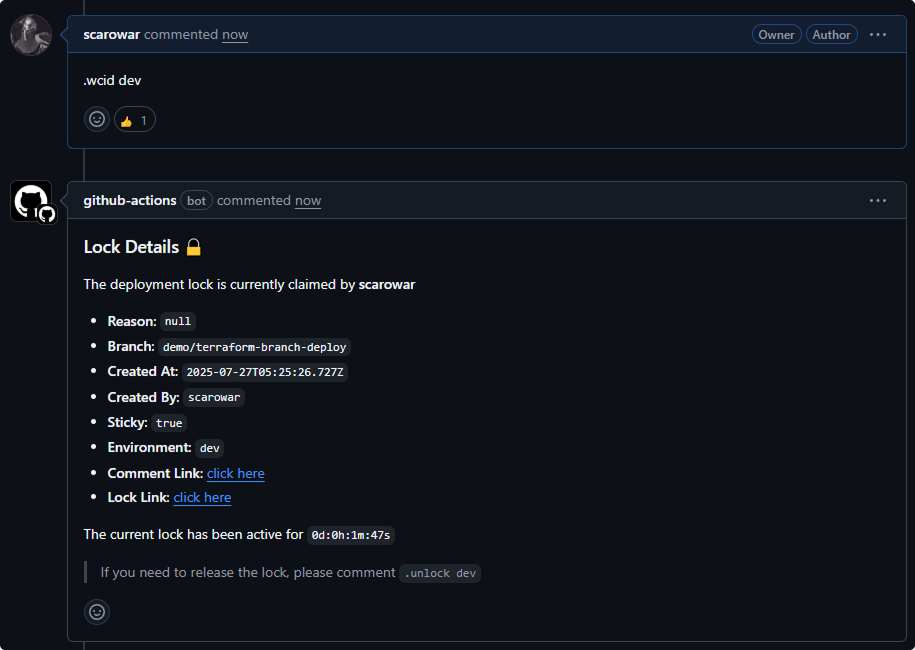 scarowar commented now Owner Author
.wcid dev
1
github-actions bot commented now
Lock Details
The deployment lock is currently claimed by scarowar
Reason: null
Branch: demo/terraform-branch-deploy
Created At: 2025-07-27T05:25:26.727Z
Created By: scarowar
Sticky: true
Environment: dev
Comment Link: click here
Lock Link: click here
The current lock has been active for 0d:0h:1m:47s
If you need to release the lock, please comment .unlock dev